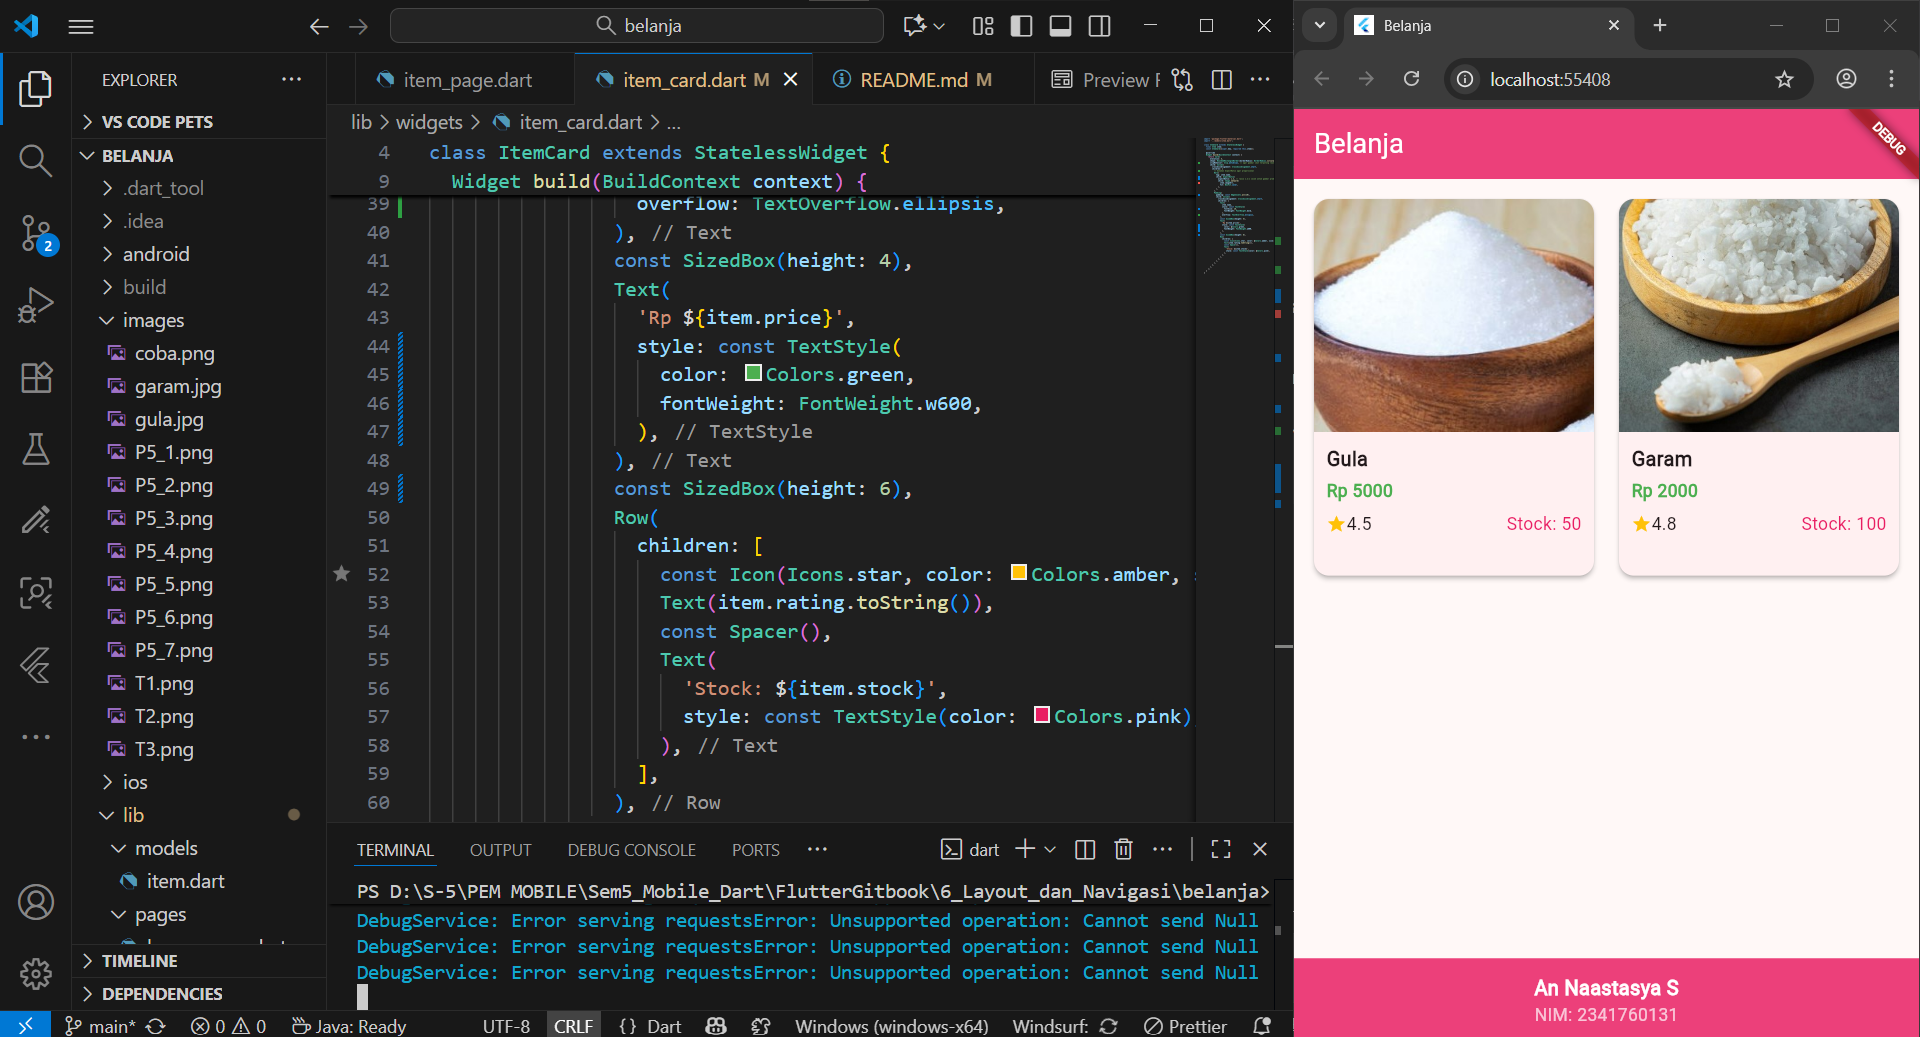 belanja
EXPLORER
VS CODE PETS
BELANJA
.dart_tool
.idea
android
build
images
coba.png
garam.jpg
gula.jpg
P5_1.png
P5_2.png
P5_3.png
P5_4.png
P5_5.png
P5_6.png
P5_7.png
T1.png
T2.png
T3.png
ios
lib
models
item.dart
pages
TIMELINE
DEPENDENCIES
2
item_page.dart
item_card.dart M
README.md M
Preview
lib > widgets > item_card.dart > ...
4 class ItemCard extends StatelessWidget {
9 Widget build(BuildContext context) {
39 overflow: TextOverflow.ellipsis,
40 ), // Text
41 const SizedBox(height: 4),
42 Text(
43 'Rp ${item.price}',
44 style: const TextStyle(
45 color: Colors.green,
46 fontWeight: FontWeight.w600,
47 ), // TextStyle
48 ), // Text
49 const SizedBox(height: 6),
50 Row(
51 children: [
52 const Icon(Icons.star, color: Colors.amber,
53 Text(item.rating.toString()),
54 const Spacer(),
55 Text(
56 'Stock: ${item.stock}',
57 style: const TextStyle(color: Colors.pink)
58 ), // Text
59 ],
60 ), // Row
TERMINAL OUTPUT DEBUG CONSOLE PORTS
dart
PS D:\S-5\PEM MOBILE\Sem5_Mobile_Dart\FlutterGitbook\6_Layout_dan_Navigasi\belanja>
DebugService: Error serving requestsError: Unsupported operation: Cannot send Null
DebugService: Error serving requestsError: Unsupported operation: Cannot send Null
DebugService: Error serving requestsError: Unsupported operation: Cannot send Null
main* 0 0 Java: Ready UTF-8 CRLF {} Dart Windows (windows-x64) Windsurf: Prettier
Belanja
localhost:55408
Belanja
DEBUG
Gula
Rp 5000
4.5 Stock: 50
Garam
Rp 2000
4.8 Stock: 100
An Naastasya S
NIM: 2341760131